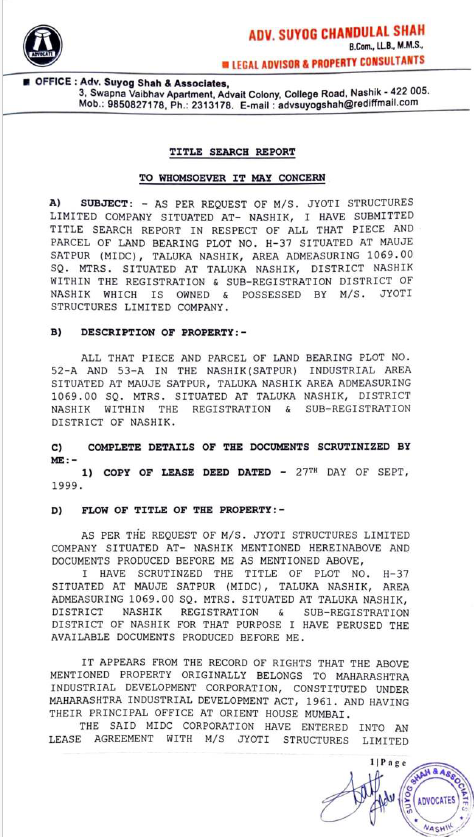 ADVOCATE
ADV. SUYOG CHANDULAL SHAH
B.Com., LL.B., M.M.S.,
■ LEGAL ADVISOR & PROPERTY CONSULTANTS
■ OFFICE : Adv. Suyog Shah & Associates,
3, Swapna Vaibhav Apartment, Advait Colony, College Road, Nashik - 422 005.
Mob.: 9850827178, Ph.: 2313178. E-mail : advsuyogshah@rediffmail.com
TITLE SEARCH REPORT
TO WHOMSOEVER IT MAY CONCERN
A) SUBJECT: - AS PER REQUEST OF M/S. JYOTI STRUCTURES
LIMITED COMPANY SITUATED AT- NASHIK, I HAVE SUBMITTED
TITLE SEARCH REPORT IN RESPECT OF ALL THAT PIECE AND
PARCEL OF LAND BEARING PLOT NO. H-37 SITUATED AT MAUJE
SATPUR (MIDC), TALUKA NASHIK, AREA ADMEASURING 1069.00
SQ. MTRS. SITUATED AT TALUKA NASHIK, DISTRICT NASHIK
WITHIN THE REGISTRATION & SUB-REGISTRATION DISTRICT OF
NASHIK WHICH IS OWNED & POSSESSED BY M/S. JYOTI
STRUCTURES LIMITED COMPANY.
B) DESCRIPTION OF PROPERTY:-
ALL THAT PIECE AND PARCEL OF LAND BEARING PLOT NO.
52-A AND 53-A IN THE NASHIK(SATPUR) INDUSTRIAL AREA
SITUATED AT MAUJE SATPUR, TALUKA NASHIK AREA ADMEASURING
1069.00 SQ. MTRS. SITUATED AT TALUKA NASHIK, DISTRICT
NASHIK WITHIN THE REGISTRATION & SUB-REGISTRATION
DISTRICT OF NASHIK.
C) COMPLETE DETAILS OF THE DOCUMENTS SCRUTINIZED BY
ME:-
1) COPY OF LEASE DEED DATED - 27TH DAY OF SEPT,
1999.
D) FLOW OF TITLE OF THE PROPERTY:-
AS PER THE REQUEST OF M/S. JYOTI STRUCTURES LIMITED
COMPANY SITUATED AT- NASHIK MENTIONED HEREINABOVE AND
DOCUMENTS PRODUCED BEFORE ME AS MENTIONED ABOVE,
I HAVE SCRUTINZED THE TITLE OF PLOT NO. H-37
SITUATED AT MAUJE SATPUR (MIDC), TALUKA NASHIK, AREA
ADMEASURING 1069.00 SQ. MTRS. SITUATED AT TALUKA NASHIK,
DISTRICT NASHIK REGISTRATION & SUB-REGISTRATION
DISTRICT OF NASHIK FOR THAT PURPOSE I HAVE PERUSED THE
AVAILABLE DOCUMENTS PRODUCED BEFORE ME.
IT APPEARS FROM THE RECORD OF RIGHTS THAT THE ABOVE
MENTIONED PROPERTY ORIGINALLY BELONGS TO MAHARASHTRA
INDUSTRIAL DEVELOPMENT CORPORATION, CONSTITUTED UNDER
MAHARASHTRA INDUSTRIAL DEVELOPMENT ACT, 1961. AND HAVING
THEIR PRINCIPAL OFFICE AT ORIENT HOUSE MUMBAI.
THE SAID MIDC CORPORATION HAVE ENTERED INTO AN
LEASE AGREEMENT WITH M/S JYOTI STRUCTURES LIMITED
1|Page
SUYOG SHAH & ASSOCIATES
ADVOCATES
NASHIK